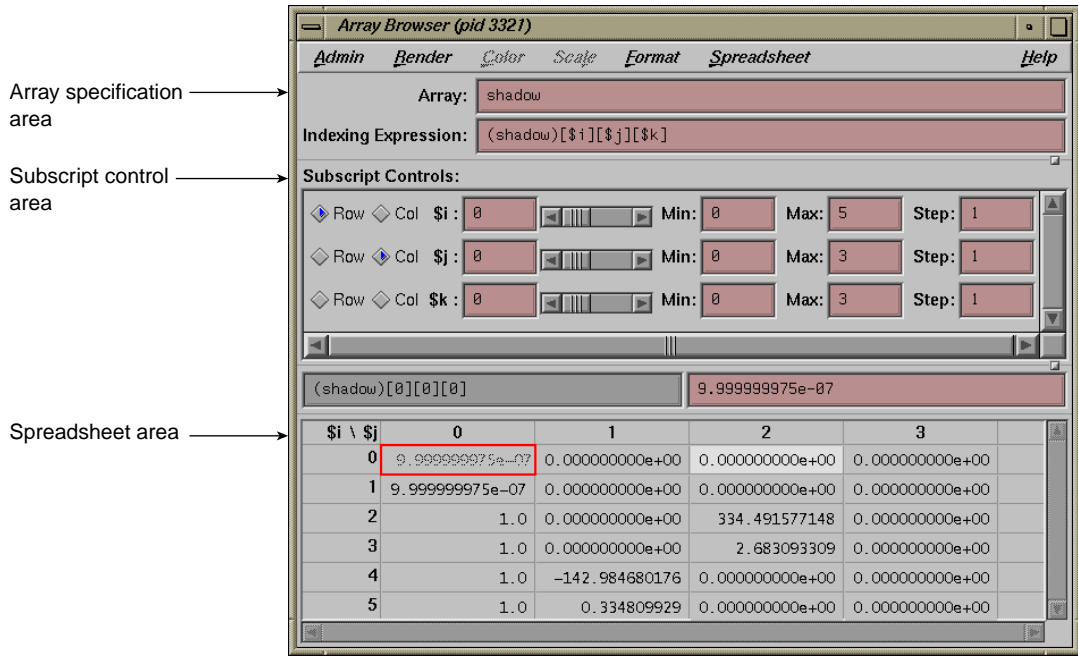 Array Browser (pid 3321)
Admin Render Color Scale Format Spreadsheet Help
Array specification area
Array: shadow
Indexing Expression: (shadow)[$i][$j][$k]
Subscript control area
Subscript Controls:
Row Col $i : 0 Min: 0 Max: 5 Step: 1
Row Col $j : 0 Min: 0 Max: 3 Step: 1
Row Col $k : 0 Min: 0 Max: 3 Step: 1
(shadow)[0][0][0] 9.999999975e-07
Spreadsheet area
$i \ $j 0 1 2 3
0 9.999999975e-07 0.000000000e+00 0.000000000e+00 0.000000000e+00
1 9.999999975e-07 0.000000000e+00 0.000000000e+00 0.000000000e+00
2 1.0 0.000000000e+00 334.491577148 0.000000000e+00
3 1.0 0.000000000e+00 2.683093309 0.000000000e+00
4 1.0 -142.984680176 0.000000000e+00 0.000000000e+00
5 1.0 0.334809929 0.000000000e+00 0.000000000e+00